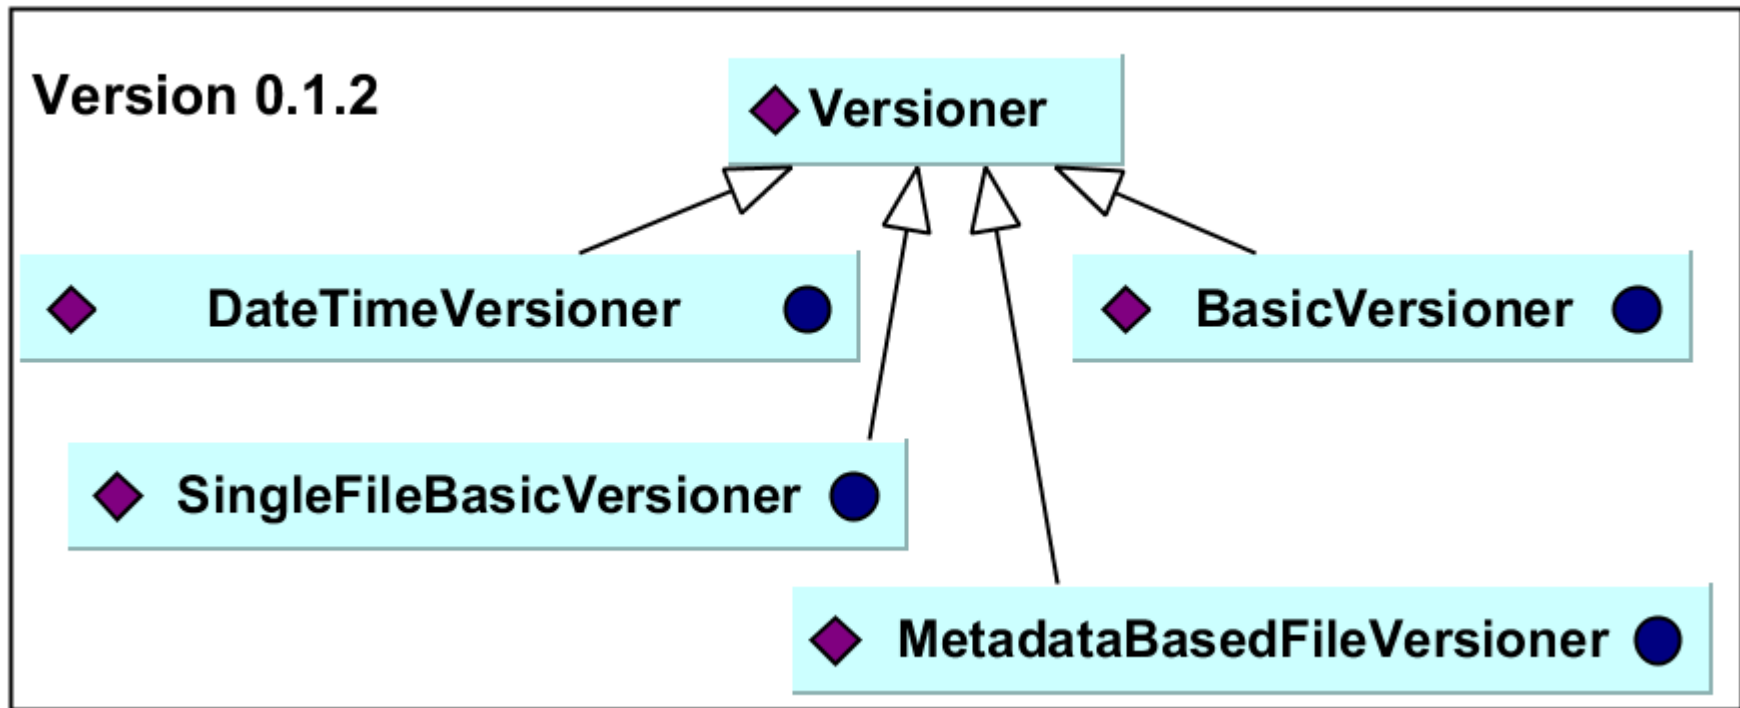 Version 0.1.2
Versioner
DateTimeVersioner
BasicVersioner
SingleFileBasicVersioner
MetadataBasedFileVersioner